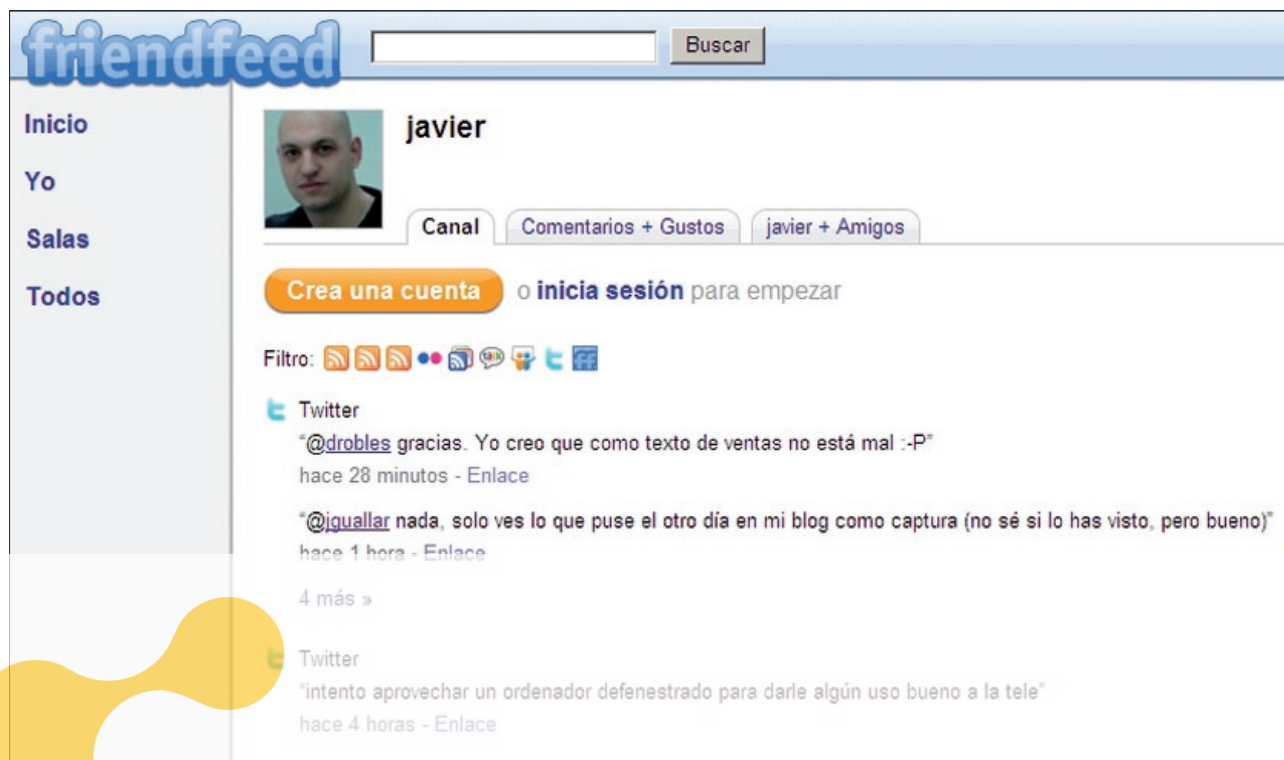 friendfeed
Buscar
Inicio
Yo
Salas
Todos
javier
Canal
Comentarios + Gustos
javier + Amigos
Crea una cuenta o inicia sesión para empezar
Filtro:
talk
ff
Twitter
“@drobles gracias. Yo creo que como texto de ventas no está mal :-P”
hace 28 minutos - Enlace
“@jguallar nada, solo ves lo que puse el otro día en mi blog como captura (no sé si lo has visto, pero bueno)”
hace 1 hora - Enlace
4 más »
Twitter
“intento aprovechar un ordenador defenestrado para darle algún uso bueno a la tele”
hace 4 horas - Enlace